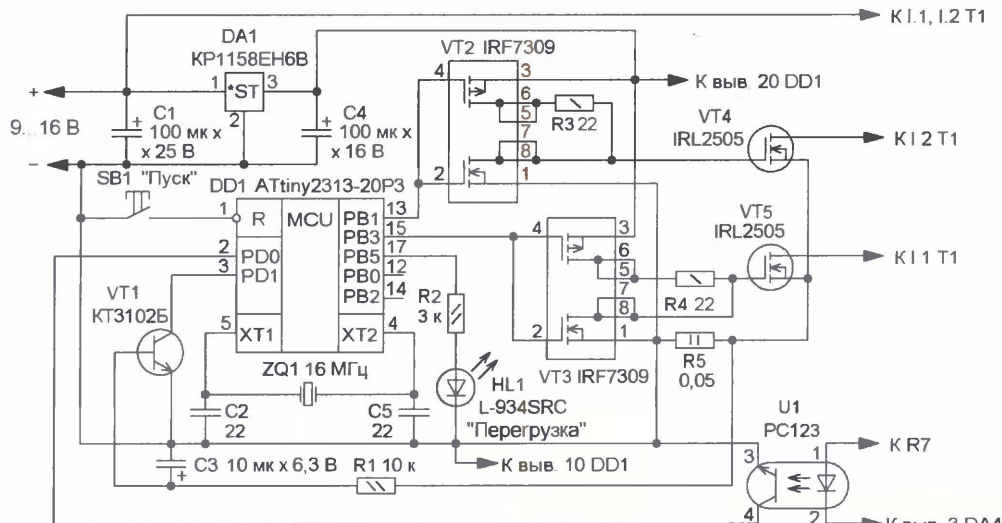 К I.1, I.2 T1
DA1
КР1158ЕН6В
1 *ST 3
2
+
9...16 В
−
C1
100 мк х
х 25 В
+
C4
100 мк х
х 16 В
+
VT2 IRF7309
4 3
6
5
7
8
2 1
R3 22
К выв. 20 DD1
VT4
IRL2505
К I 2 T1
SB1 "Пуск"
DD1 ATtiny2313-20P3
1 R MCU PB1 13
PB3 15
2 PD0 PB5 17
3 PD1 PB0 12
PB2 14
5 XT1 XT2 4
VT1
КТ3102Б
ZQ1 16 МГц
C2
22
C5
22
R2
3 к
HL1
L-934SRC
"Перегрузка"
4 3
6
5
7
8
2 1
VT3 IRF7309
R4 22
VT5
IRL2505
К I 1 T1
R5
0,05
C3 10 мк х 6,3 В
+
R1 10 к
К выв. 10 DD1
U1
PC123
3 1
4 2
К R7